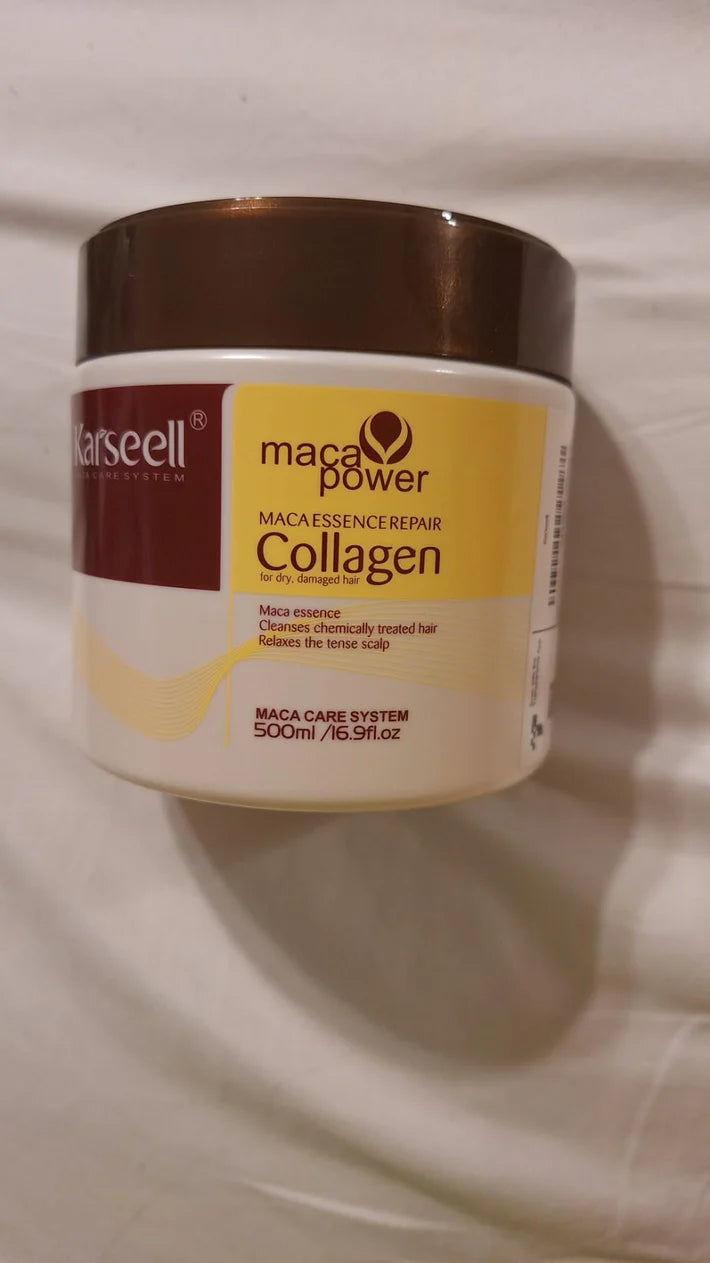 Karseell®
CARE SYSTEM
maca
power
MACA ESSENCE REPAIR
Collagen
for dry, damaged hair
Maca essence
Cleanses chemically treated hair
Relaxes the tense scalp
MACA CARE SYSTEM
500ml /16.9fl.oz